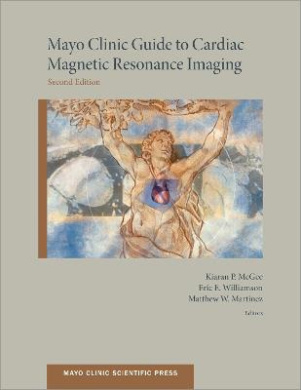 Mayo Clinic Guide to Cardiac
Magnetic Resonance Imaging
Second Edition
Kiaran P. McGee
Eric E. Williamson
Matthew W. Martinez
Editors
MAYO CLINIC SCIENTIFIC PRESS